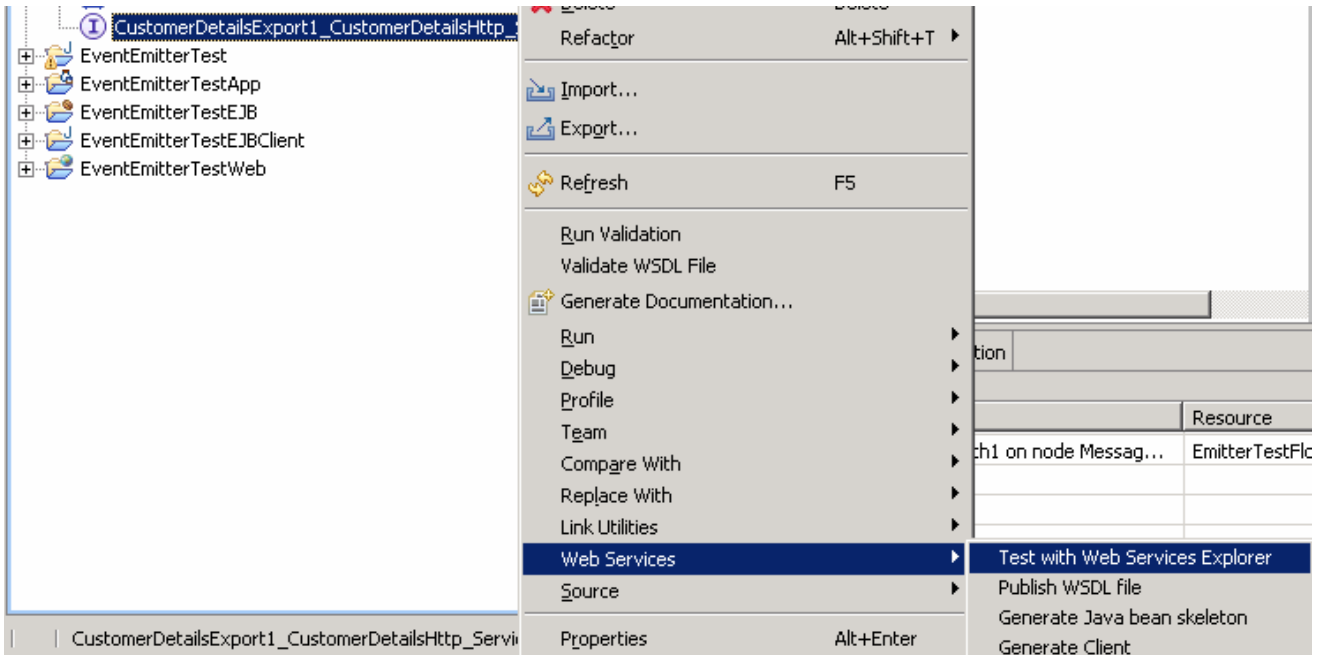 Delete Delete
CustomerDetailsExport1_CustomerDetailsHttp_
Refactor Alt+Shift+T
EventEmitterTest
EventEmitterTestApp
Import...
EventEmitterTestEJB
Export...
EventEmitterTestEJBClient
EventEmitterTestWeb
Refresh F5
Run Validation
Validate WSDL File
Generate Documentation...
Run
tion
Debug
Profile
Resource
Team
th1 on node Messag... EmitterTestFlo
Compare With
Replace With
Link Utilities
Web Services
Test with Web Services Explorer
Source
Publish WSDL file
Generate Java bean skeleton
CustomerDetailsExport1_CustomerDetailsHttp_Servi
Properties Alt+Enter
Generate Client